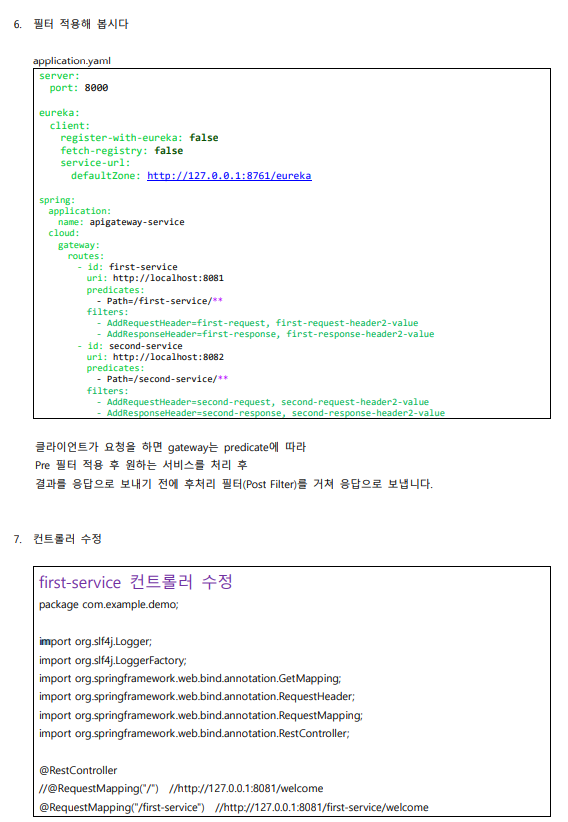 6. 필터 적용해 봅시다
application.yaml
server:
port: 8000
eureka:
client:
register-with-eureka: false
fetch-registry: false
service-url:
defaultZone: http://127.0.0.1:8761/eureka
spring:
application:
name: apigateway-service
cloud:
gateway:
routes:
- id: first-service
uri: http://localhost:8081
predicates:
- Path=/first-service/**
filters:
- AddRequestHeader=first-request, first-request-header2-value
- AddResponseHeader=first-response, first-response-header2-value
- id: second-service
uri: http://localhost:8082
predicates:
- Path=/second-service/**
filters:
- AddRequestHeader=second-request, second-request-header2-value
- AddResponseHeader=second-response, second-response-header2-value
클라이언트가 요청을 하면 gateway는 predicate에 따라
Pre 필터 적용 후 원하는 서비스를 처리 후
결과를 응답으로 보내기 전에 후처리 필터(Post Filter)를 거쳐 응답으로 보냅니다.
7. 컨트롤러 수정
first-service 컨트롤러 수정
package com.example.demo;
import org.slf4j.Logger;
import org.slf4j.LoggerFactory;
import org.springframework.web.bind.annotation.GetMapping;
import org.springframework.web.bind.annotation.RequestHeader;
import org.springframework.web.bind.annotation.RequestMapping;
import org.springframework.web.bind.annotation.RestController;
@RestController
//@RequestMapping("/") //http://127.0.0.1:8081/welcome
@RequestMapping("/first-service") //http://127.0.0.1:8081/first-service/welcome